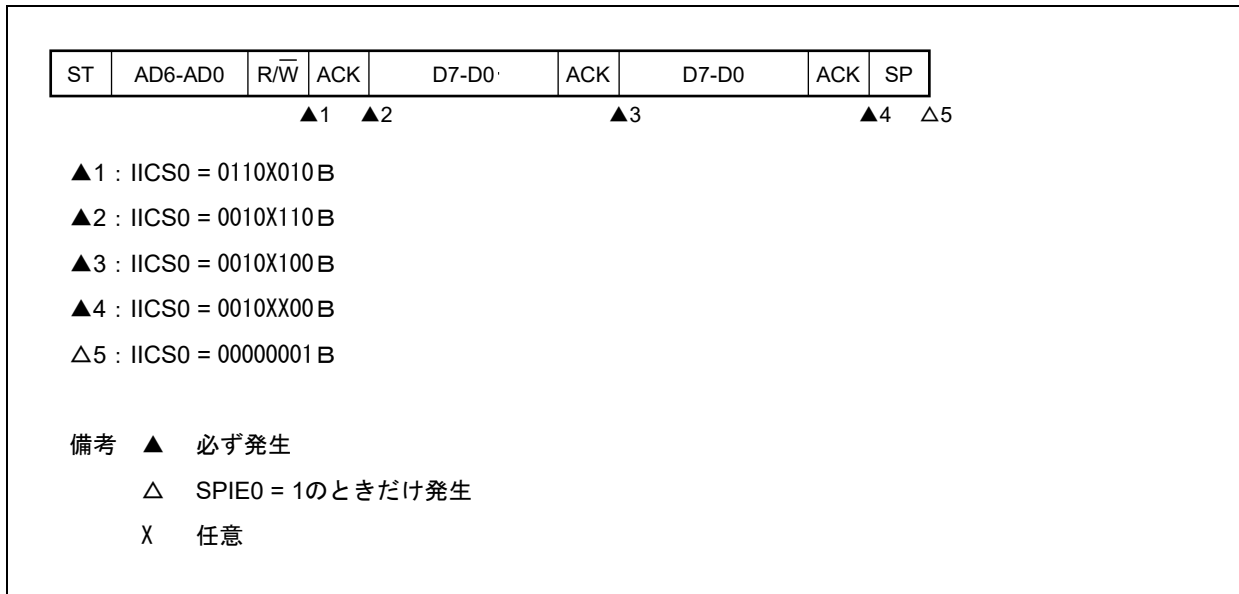 ST AD6-AD0 R/W̅ ACK D7-D0 ACK D7-D0 ACK SP
▲1 ▲2 ▲3 ▲4 △5
▲1：IICS0 = 0110X010B
▲2：IICS0 = 0010X110B
▲3：IICS0 = 0010X100B
▲4：IICS0 = 0010XX00B
△5：IICS0 = 00000001B
備考 ▲ 必ず発生
△ SPIE0 = 1のときだけ発生
X 任意